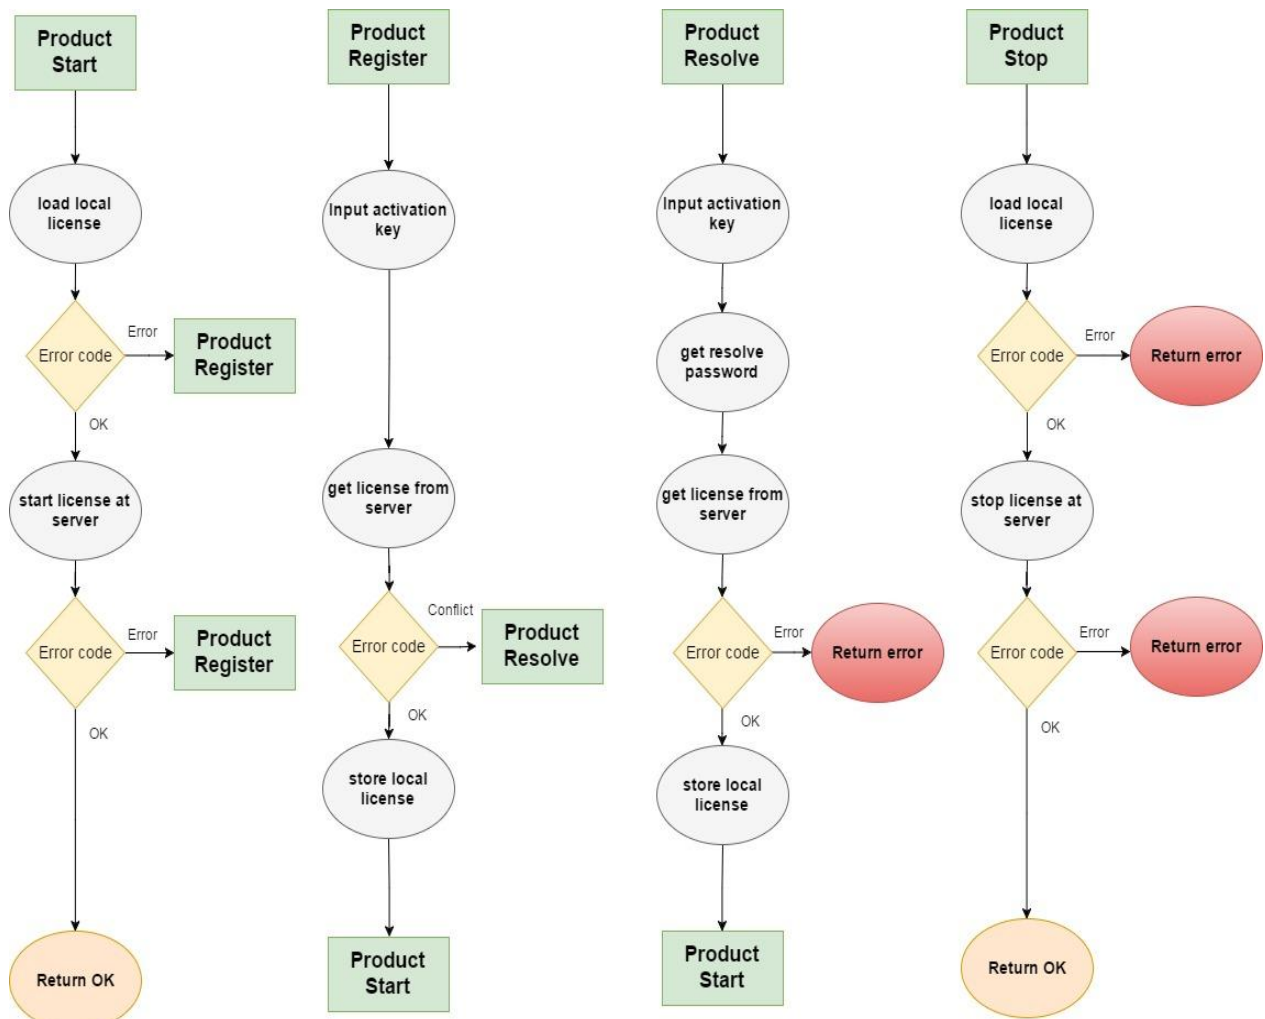 Product
Start
load local
license
Error code
Error
Product
Register
OK
start license at
server
Error code
Error
Product
Register
OK
Return OK
Product
Register
Input activation
key
get license from
server
Error code
Conflict
Product
Resolve
OK
store local
license
Product
Start
Product
Resolve
Input activation
key
get resolve
password
get license from
server
Error code
Error
Return error
OK
store local
license
Product
Start
Product
Stop
load local
license
Error code
Error
Return error
OK
stop license at
server
Error code
Error
Return error
OK
Return OK